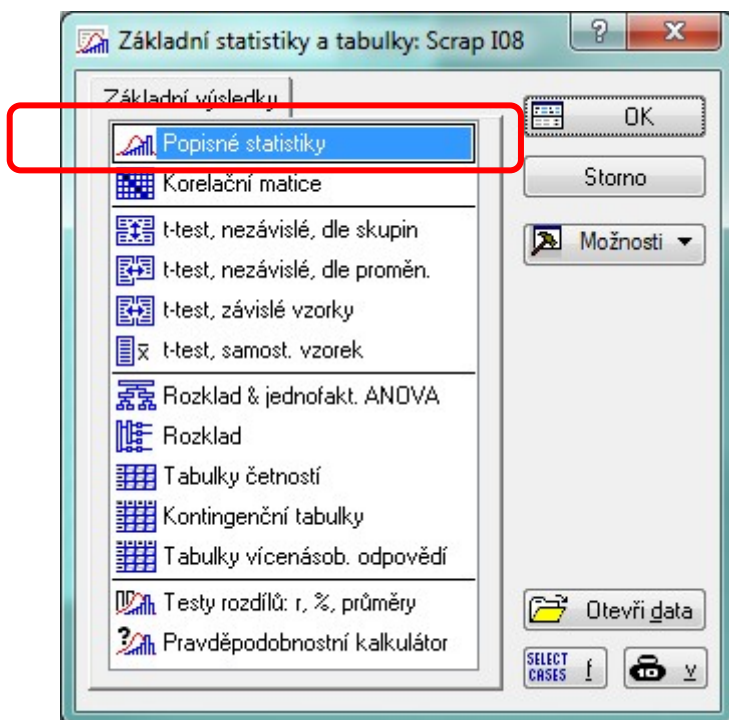 Základní statistiky a tabulky: Scrap I08
Základní výsledky
Popisné statistiky
Korelační matice
t-test, nezávislé, dle skupin
t-test, nezávislé, dle proměn.
t-test, závislé vzorky
t-test, samost. vzorek
Rozklad & jednofakt. ANOVA
Rozklad
Tabulky četností
Kontingenční tabulky
Tabulky vícenásob. odpovědí
Testy rozdílů: r, %, průměry
Pravděpodobnostní kalkulátor
OK
Storno
Možnosti
Otevři data
SELECT CASES f
v